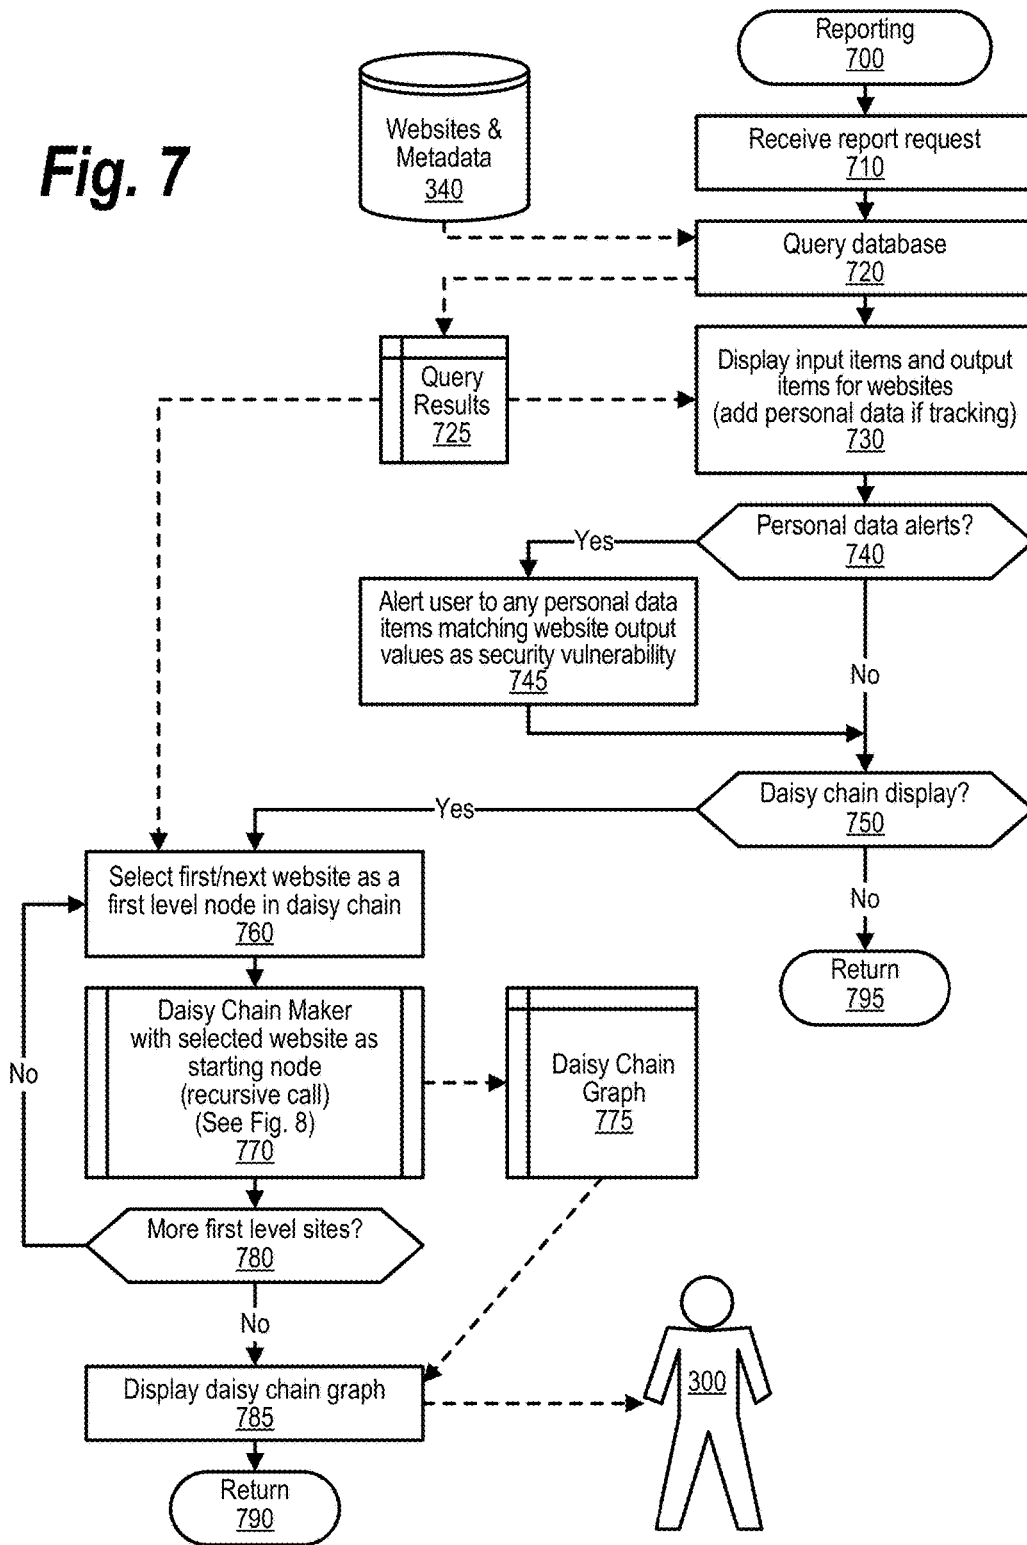 Fig. 7
Reporting
700
Websites &
Metadata
340
Receive report request
710
Query database
720
Query
Results
725
Display input items and output
items for websites
(add personal data if tracking)
730
Personal data alerts?
740
Yes
Alert user to any personal data
items matching website output
values as security vulnerability
745
No
Daisy chain display?
750
Yes
No
Return
795
Select first/next website as a
first level node in daisy chain
760
Daisy Chain Maker
with selected website as
starting node
(recursive call)
(See Fig. 8)
770
Daisy Chain
Graph
775
No
More first level sites?
780
No
Display daisy chain graph
785
300
Return
790